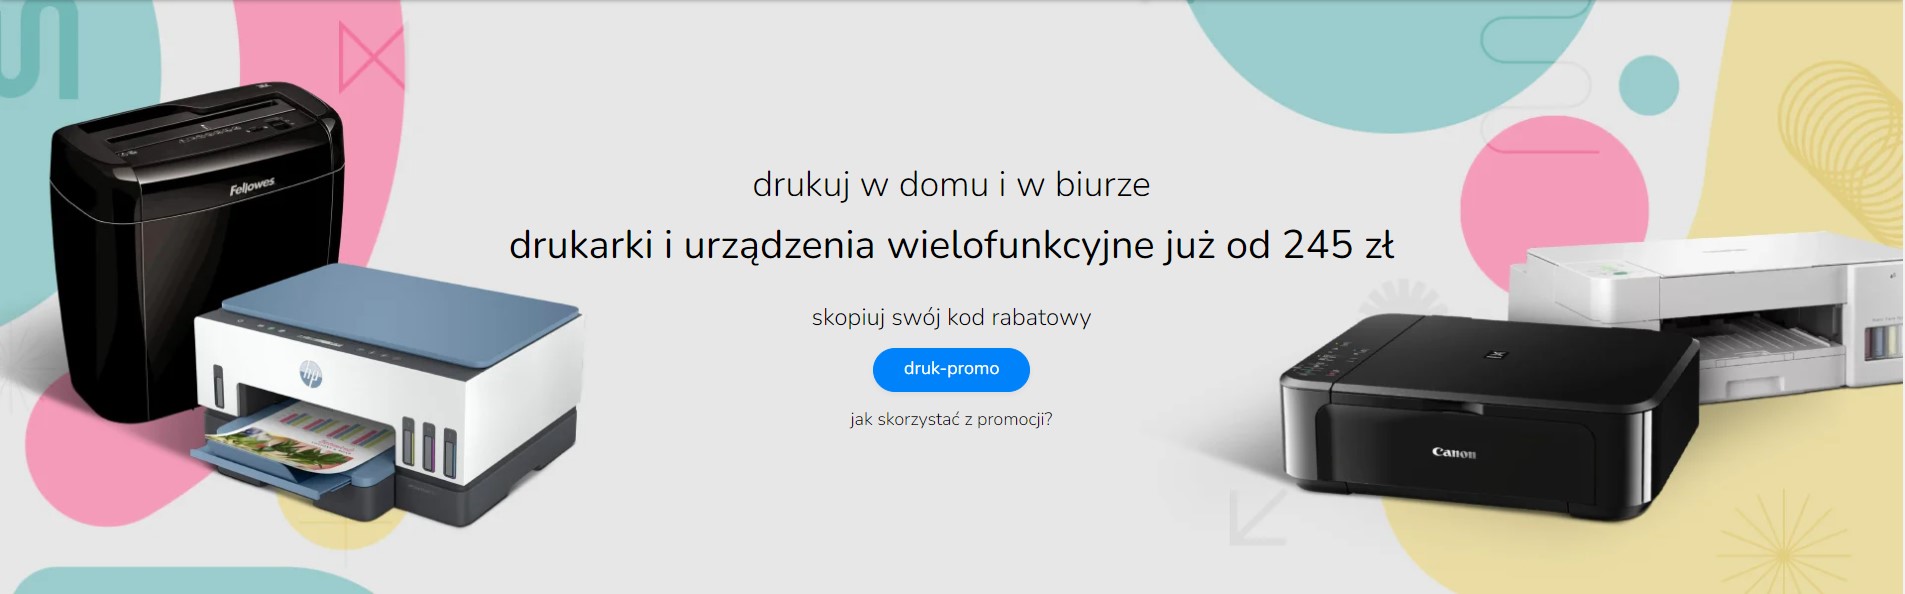 drukuj w domu i w biurze
drukarki i urządzenia wielofunkcyjne już od 245 zł
skopiuj swój kod rabatowy
druk-promo
jak skorzystać z promocji?
Fellowes
hp
Canon